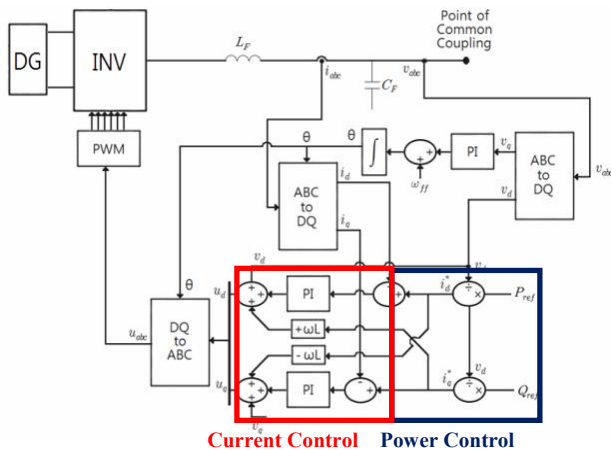 Point of
Common
Coupling
DG
INV
L_F
i_abc
v_abc
C_F
PWM
θ
θ
θ
∫
+
+
ω_ff
PI
v_q
v_d
ABC
to
DQ
v_abc
ABC
to
DQ
i_d
i_q
v_d
θ
u_d
+
+
+
PI
-
+
i_d*
÷
×
P_ref
DQ
to
ABC
u_abc
+ωL
-ωL
v_d
u_q
+
+
+
PI
-
+
i_q*
÷
×
Q_ref
v_q
Current Control
Power Control